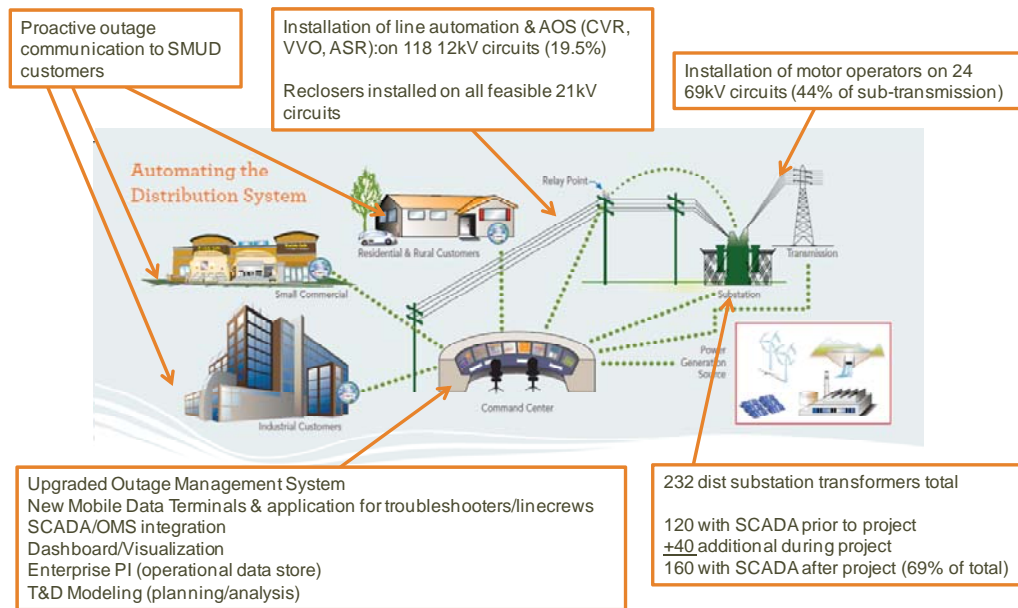 Proactive outage
communication to SMUD
customers
Installation of line automation & AOS (CVR,
VVO, ASR):on 118 12kV circuits (19.5%)
Reclosers installed on all feasible 21kV
circuits
Installation of motor operators on 24
69kV circuits (44% of sub-transmission)
Automating the
Distribution System
Relay Point
Residential & Rural Customers
Transmission
Small Commercial
Substation
Power
Generation
Source
Command Center
Industrial Customers
Upgraded Outage Management System
New Mobile Data Terminals & application for troubleshooters/linecrews
SCADA/OMS integration
Dashboard/Visualization
Enterprise PI (operational data store)
T&D Modeling (planning/analysis)
232 dist substation transformers total
120 with SCADA prior to project
+40 additional during project
160 with SCADA after project (69% of total)